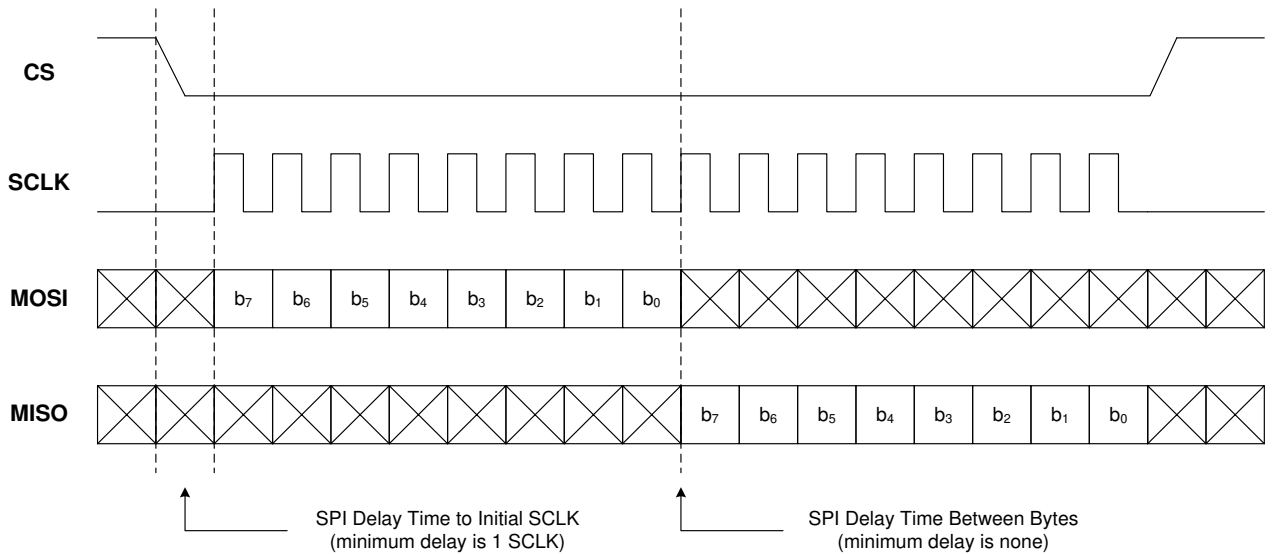 CS
SCLK
MOSI
b₇ b₆ b₅ b₄ b₃ b₂ b₁ b₀
MISO
b₇ b₆ b₅ b₄ b₃ b₂ b₁ b₀
SPI Delay Time to Initial SCLK
(minimum delay is 1 SCLK)
SPI Delay Time Between Bytes
(minimum delay is none)